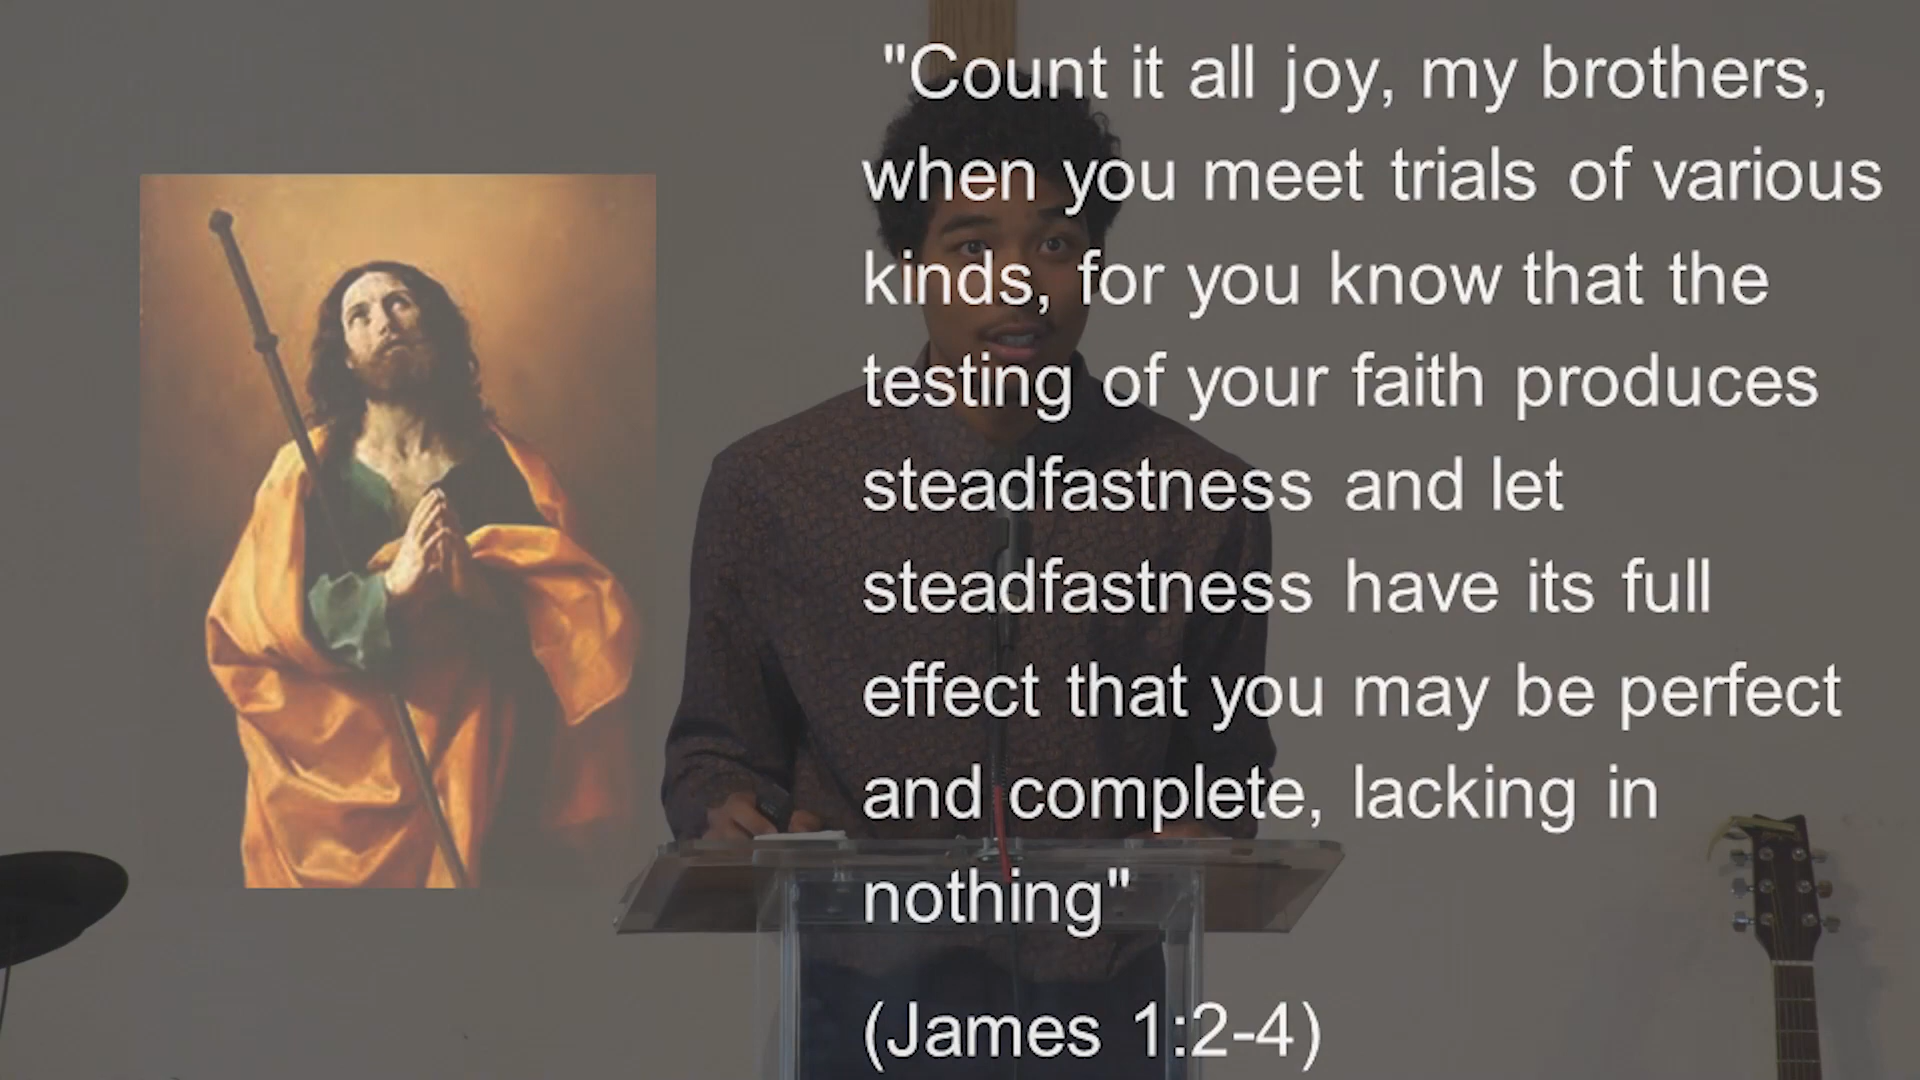 "Count it all joy, my brothers,
when you meet trials of various
kinds, for you know that the
testing of your faith produces
steadfastness and let
steadfastness have its full
effect that you may be perfect
and complete, lacking in
nothing"
(James 1:2-4)